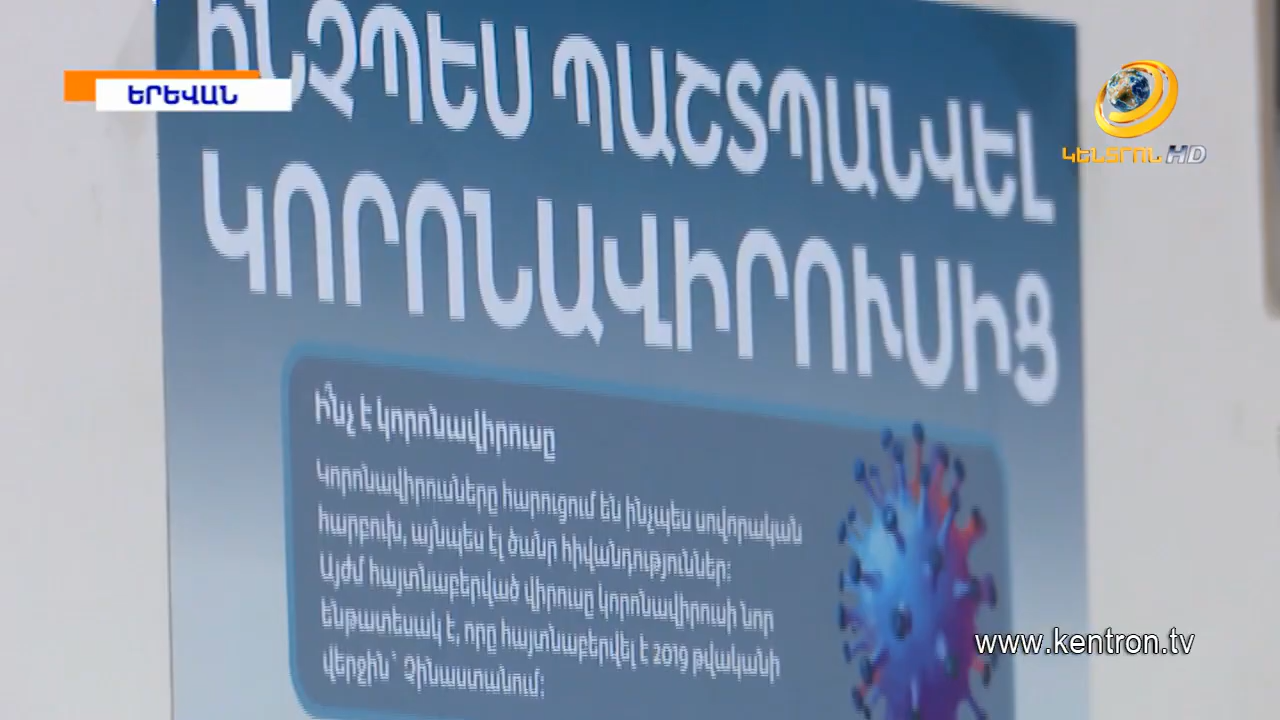 ԵՐԵՎԱՆ
ԻՆՉՊԵՍ ՊԱՇՏՊԱՆՎԵԼ
ԿՈՐՈՆԱՎԻՐՈՒՍԻՑ
ԿԵՆՏՐՈՆ HD
Ի՞նչ է կորոնավիրուսը
Կորոնավիրուսները հարուցում են ինչպես սովորական
հարբուխ, այնպես էլ ծանր հիվանդություններ:
Այժմ հայտնաբերված վիրուսը կորոնավիրուսի նոր
ենթատեսակ է, որը հայտնաբերվել է 2019 թվականի
վերջին՝ Չինաստանում:
www.kentron.tv